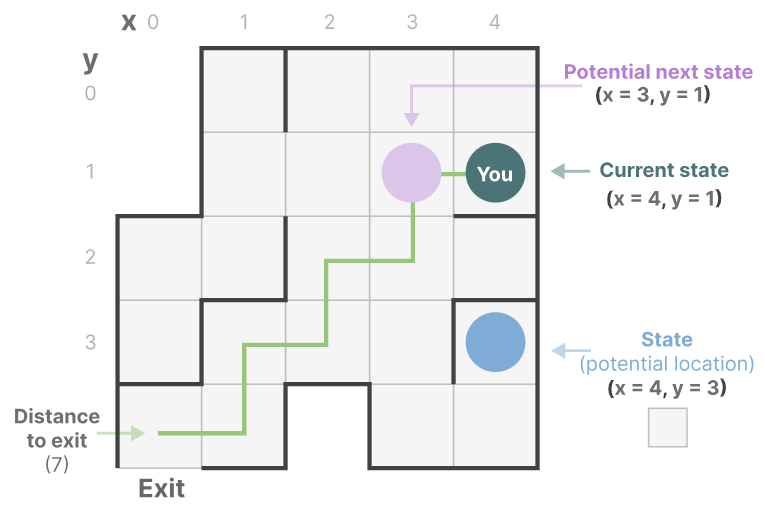 x 0 1 2 3 4
y
0
1
2
3
Potential next state
(x = 3, y = 1)
You
Current state
(x = 4, y = 1)
State
(potential location)
(x = 4, y = 3)
Distance
to exit
(7)
Exit